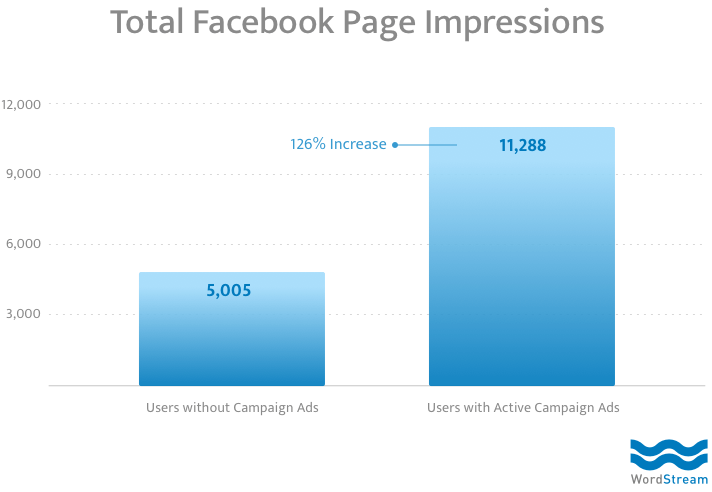 Total Facebook Page Impressions
12,000
126% Increase
11,288
9,000
6,000
5,005
3,000
Users without Campaign Ads
Users with Active Campaign Ads
WordStream